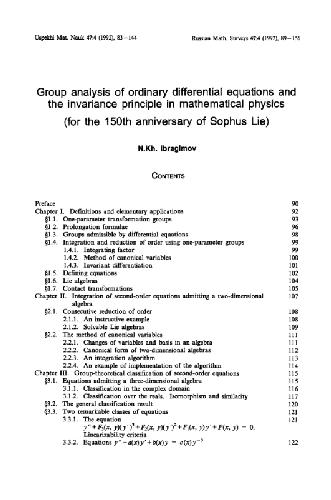 Uspekhi Mat. Nauk 47:4 (1992), 83—144 Russian Math. Surveys 47:4 (1992), 89—156
Group analysis of ordinary differential equations and
the invariance principle in mathematical physics
(for the 150th anniversary of Sophus Lie)
N.Kh. Ibragimov
CONTENTS
Preface 90
Chapter I. Definitions and elementary applications 92
§1.1. One-parameter transformation groups 93
§1.2. Prolongation formulae 96
§1.3. Groups admissible by differential equations 98
§1.4. Integration and reduction of order using one-parameter groups 99
1.4.1. Integrating factor 99
1.4.2. Method of canonical variables 100
1.4.3. Invariant differentiation 101
§1.5. Defining equations 102
§1.6. Lie algebras 104
§1.7. Contact transformations 105
Chapter II. Integration of second-order equations admitting a two-dimensional 107
algebra
§2.1. Consecutive reduction of order 108
2.1.1. An instructive example 108
2.1.2. Solvable Lie algebras 109
§2.2. The method of canonical variables 111
2.2.1. Changes of variables and basis in an algebra 111
2.2.2. Canonical form of two-dimensional algebras 112
2.2.3. An integration algorithm 113
2.2.4. An example of implementation of the algorithm 114
Chapter III. Group-theoretical classification of second-order equations 115
§3.1. Equations admitting a three-dimensional algebra 115
3.1.1. Classification in the complex domain 116
3.1.2. Classification over the reals. Isomorphism and similarity 117
§3.2. The general classification result 120
§3.3. Two remarkable classes of equations 121
3.3.1. The equation 121
y″+F₃(x, y)(y′)³+F₂(x, y)(y′)²+F₁(x, y)y′+F(x, y) = 0.
Linearizability criteria
3.3.2. Equations 122